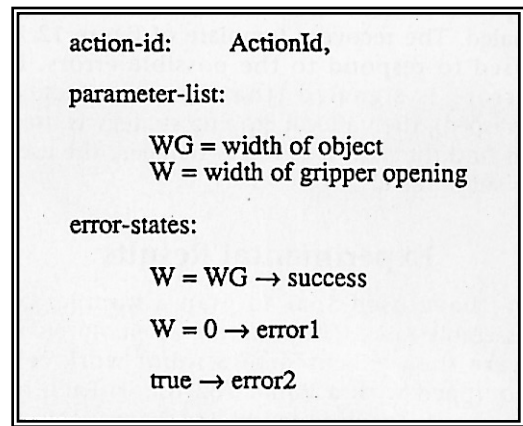 action-id: ActionId,
parameter-list:
WG = width of object
W = width of gripper opening
error-states:
W = WG → success
W = 0 → error1
true → error2